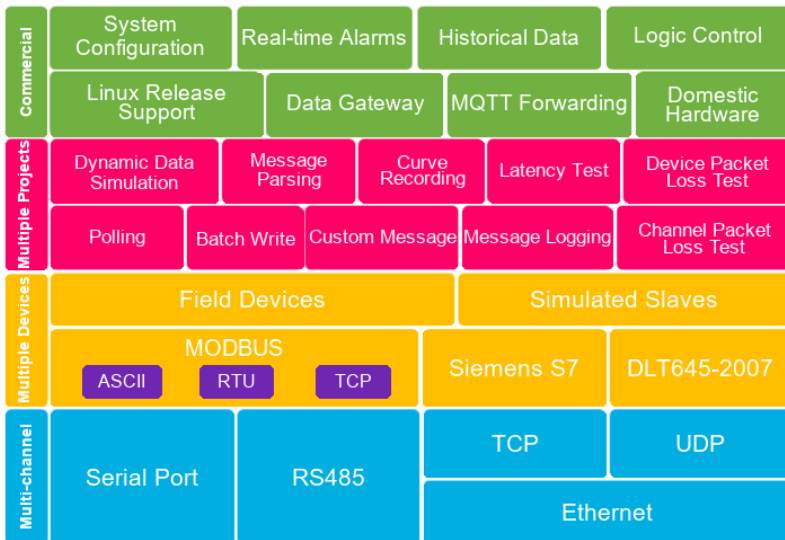 Commercial
System
Configuration
Real-time Alarms
Historical Data
Logic Control
Linux Release
Support
Data Gateway
MQTT Forwarding
Domestic
Hardware
Multiple Projects
Dynamic Data
Simulation
Message
Parsing
Curve
Recording
Latency Test
Device Packet
Loss Test
Polling
Batch Write
Custom Message
Message Logging
Channel Packet
Loss Test
Multiple Devices
Field Devices
Simulated Slaves
MODBUS
ASCII
RTU
TCP
Siemens S7
DLT645-2007
Multi-channel
Serial Port
RS485
TCP
UDP
Ethernet